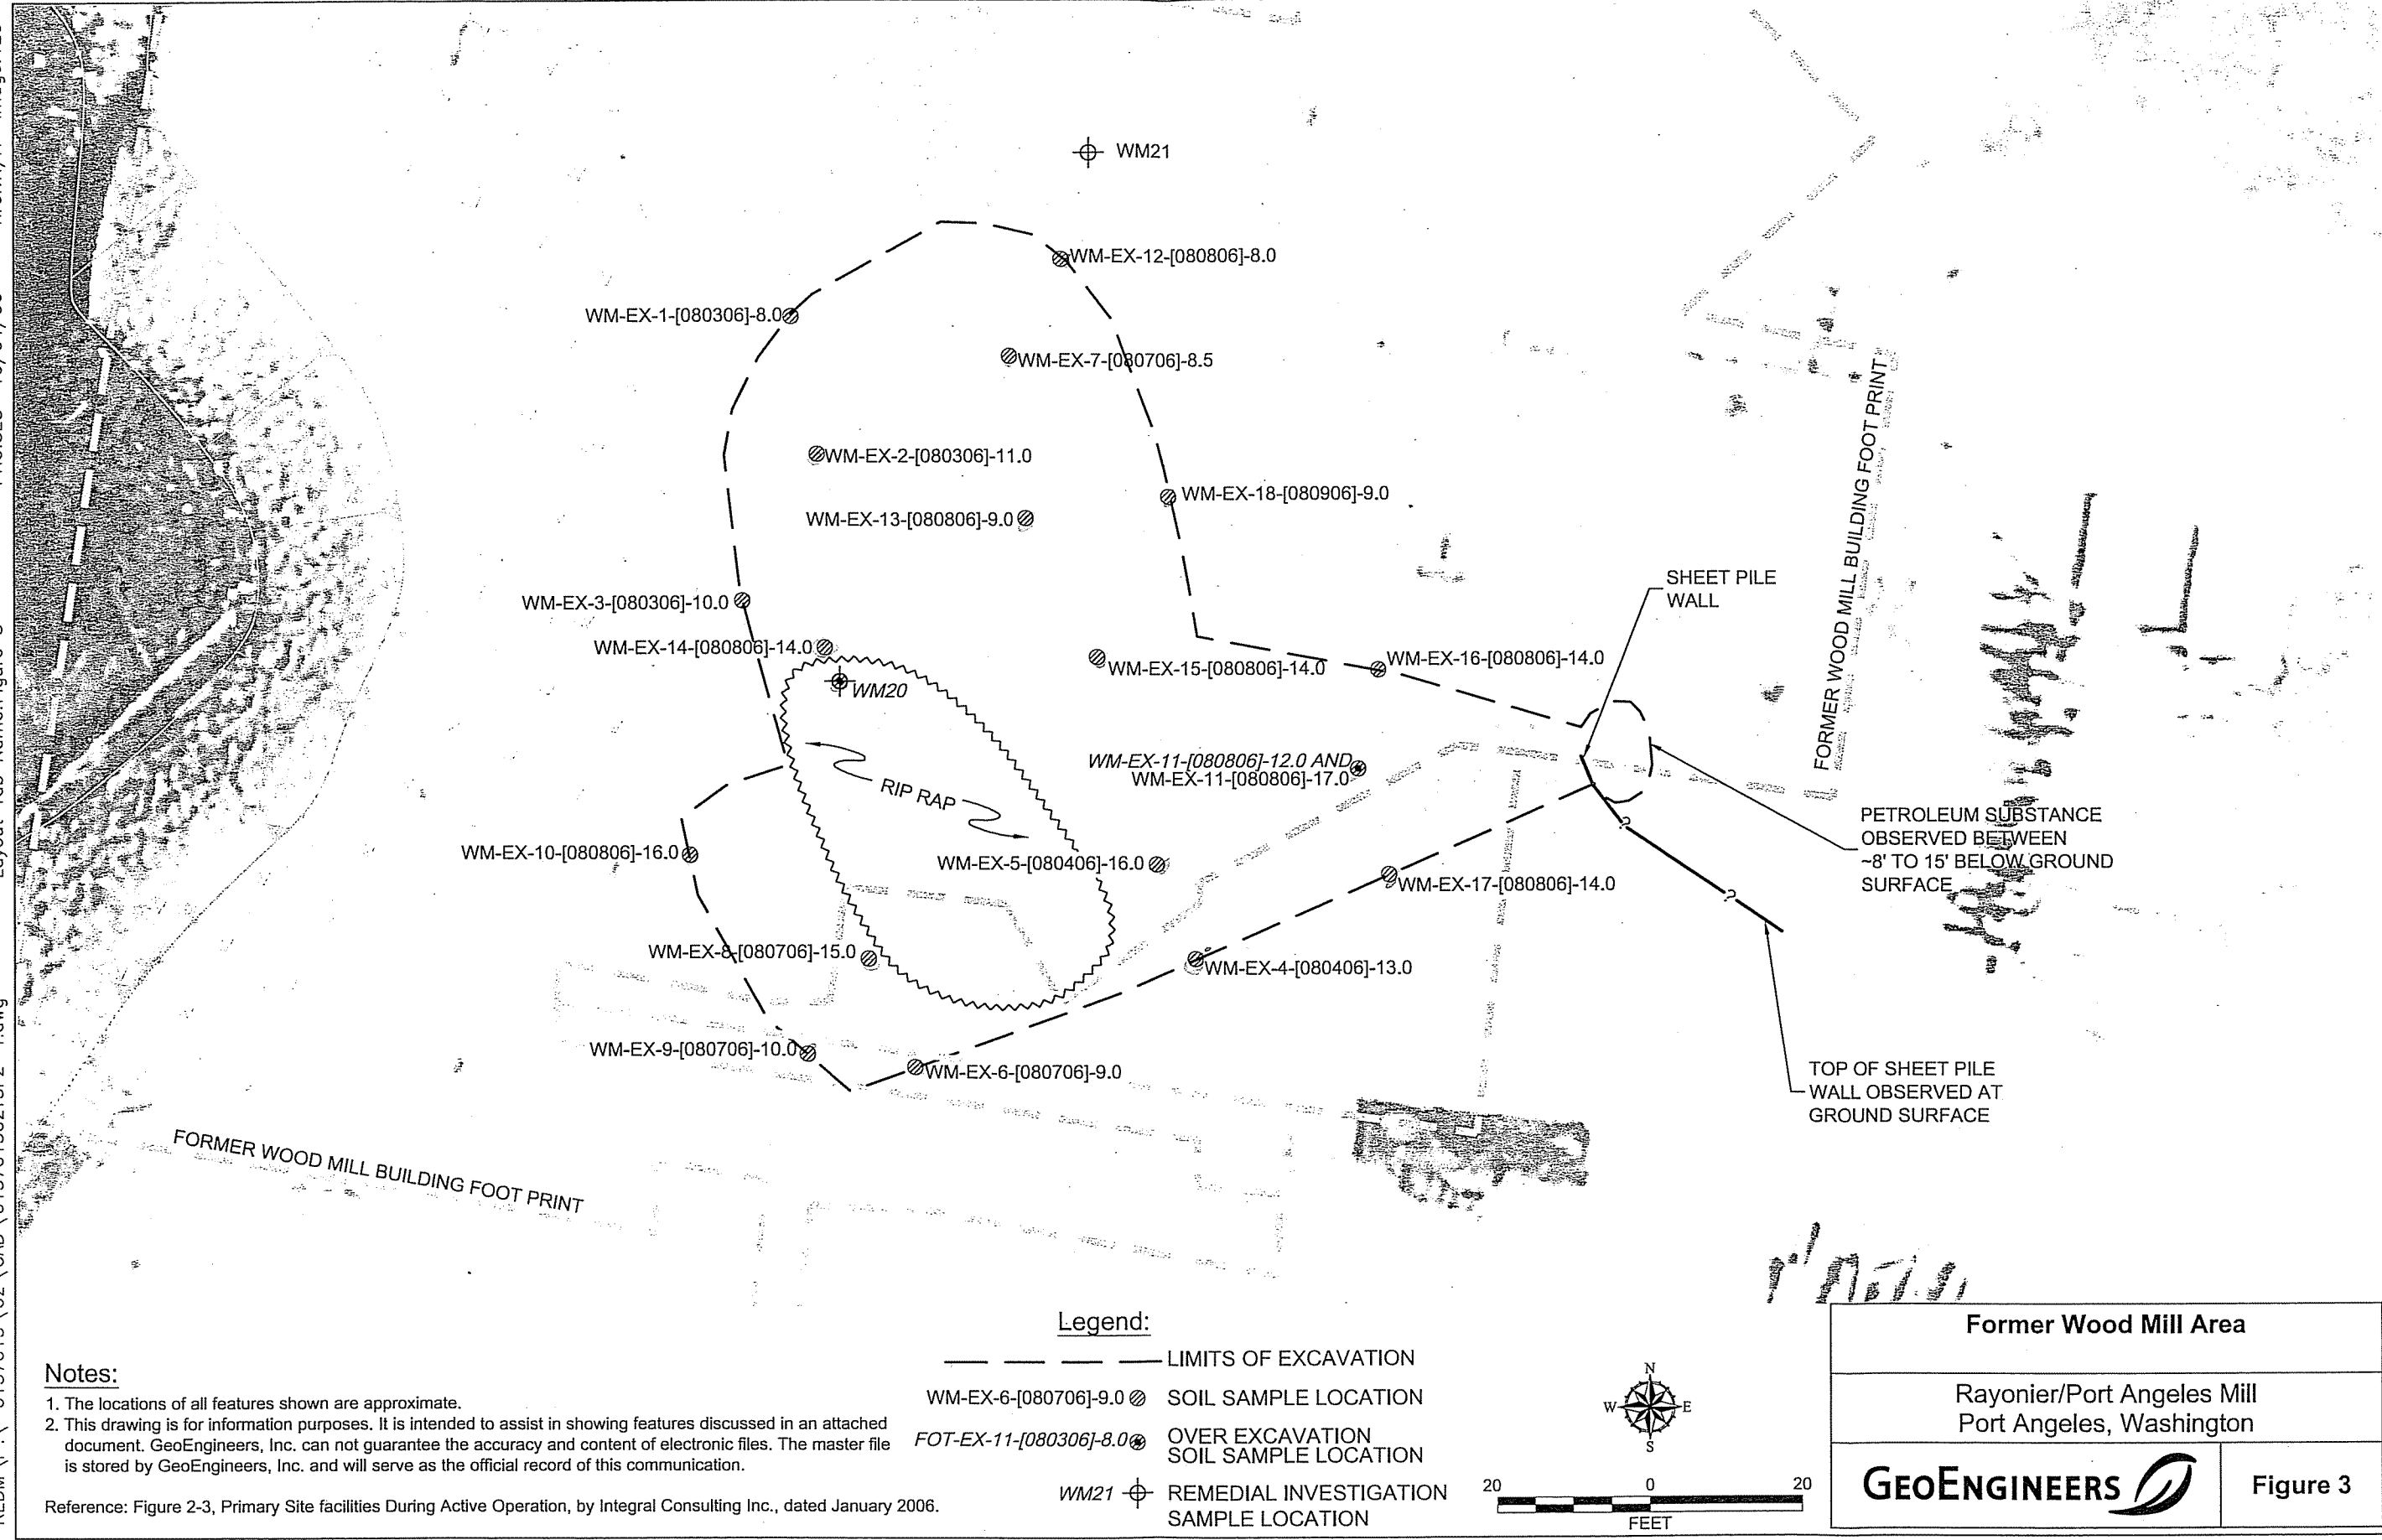 WM21
WM-EX-12-[080806]-8.0
WM-EX-1-[080306]-8.0
WM-EX-7-[080706]-8.5
WM-EX-2-[080306]-11.0
WM-EX-18-[080906]-9.0
WM-EX-13-[080806]-9.0
FORMER WOOD MILL BUILDING FOOT PRINT
SHEET PILE
WALL
WM-EX-3-[080306]-10.0
WM-EX-14-[080806]-14.0
WM-EX-15-[080806]-14.0
WM-EX-16-[080806]-14.0
WM20
WM-EX-11-[080806]-12.0 AND
WM-EX-11-[080806]-17.0
RIP RAP
PETROLEUM SUBSTANCE
OBSERVED BETWEEN
~8' TO 15' BELOW GROUND
SURFACE
?
?
WM-EX-10-[080806]-16.0
WM-EX-5-[080406]-16.0
WM-EX-17-[080806]-14.0
WM-EX-8-[080706]-15.0
WM-EX-4-[080406]-13.0
WM-EX-9-[080706]-10.0
WM-EX-6-[080706]-9.0
TOP OF SHEET PILE
WALL OBSERVED AT
GROUND SURFACE
FORMER WOOD MILL BUILDING FOOT PRINT
Notes:
1. The locations of all features shown are approximate.
2. This drawing is for information purposes. It is intended to assist in showing features discussed in an attached
document. GeoEngineers, Inc. can not guarantee the accuracy and content of electronic files. The master file
is stored by GeoEngineers, Inc. and will serve as the official record of this communication.
Reference: Figure 2-3, Primary Site facilities During Active Operation, by Integral Consulting Inc., dated January 2006.
Legend:
LIMITS OF EXCAVATION
WM-EX-6-[080706]-9.0 SOIL SAMPLE LOCATION
FOT-EX-11-[080306]-8.0 OVER EXCAVATION
SOIL SAMPLE LOCATION
WM21 REMEDIAL INVESTIGATION
SAMPLE LOCATION
N
W E
S
20 0 20
FEET
Former Wood Mill Area
Rayonier/Port Angeles Mill
Port Angeles, Washington
GEOENGINEERS
Figure 3